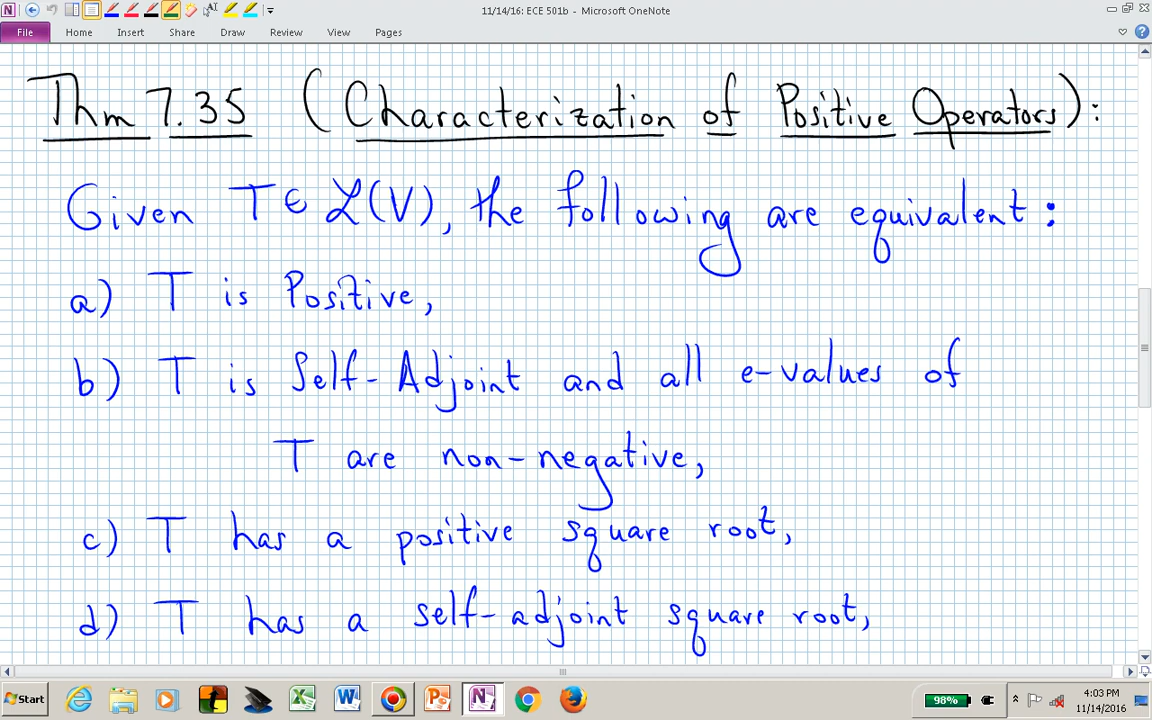 11/14/16: ECE 501b - Microsoft OneNote
File Home Insert Share Draw Review View Pages
Thm 7.35 (Characterization of Positive Operators):
Given T ∈ ℒ(V), the following are equivalent:
a) T is Positive,
b) T is Self-Adjoint and all e-values of
T are non-negative,
c) T has a positive square root,
d) T has a self-adjoint square root,
Start
98%
4:03 PM
11/14/2016